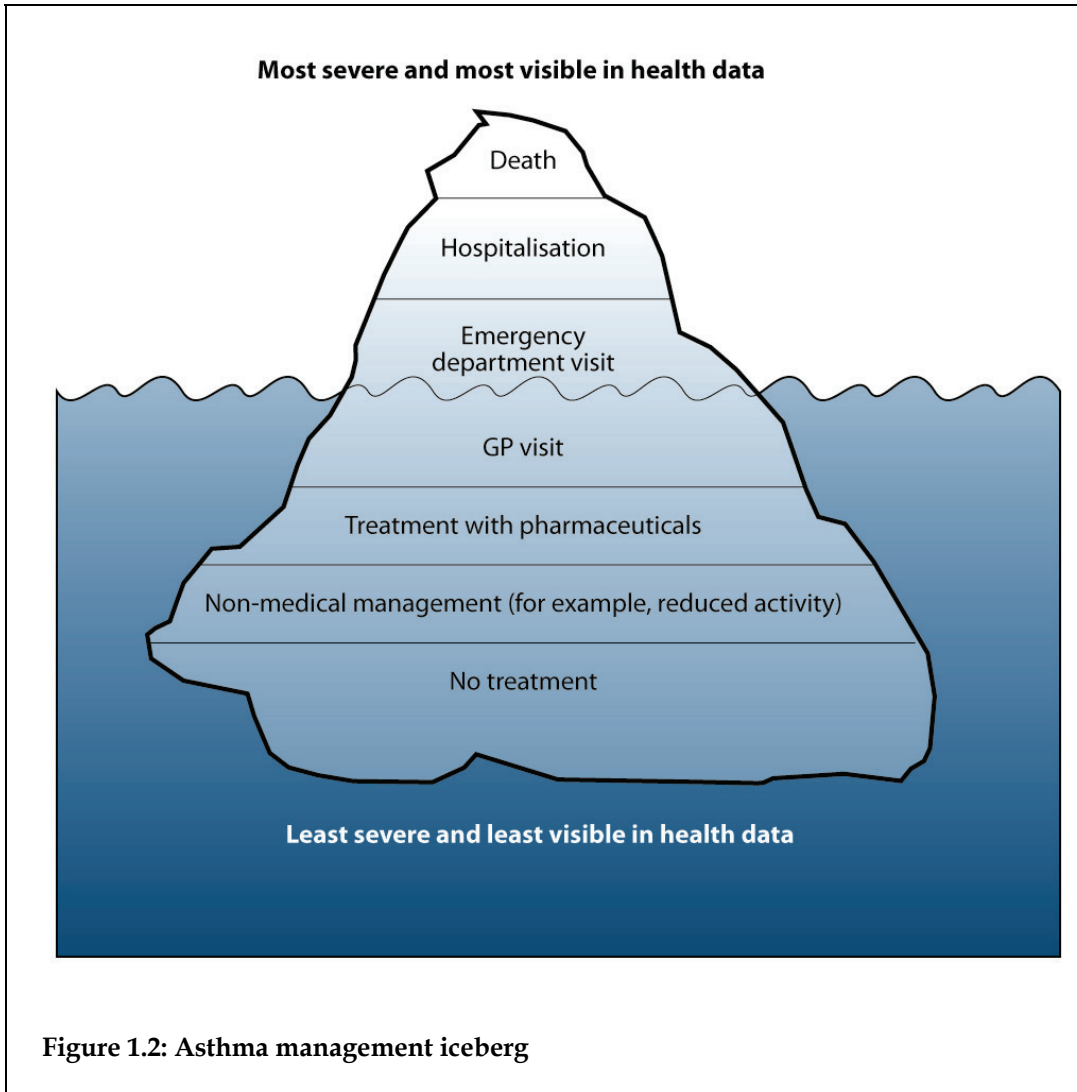 Most severe and most visible in health data
Death
Hospitalisation
Emergency
department visit
GP visit
Treatment with pharmaceuticals
Non-medical management (for example, reduced activity)
No treatment
Least severe and least visible in health data
Figure 1.2: Asthma management iceberg